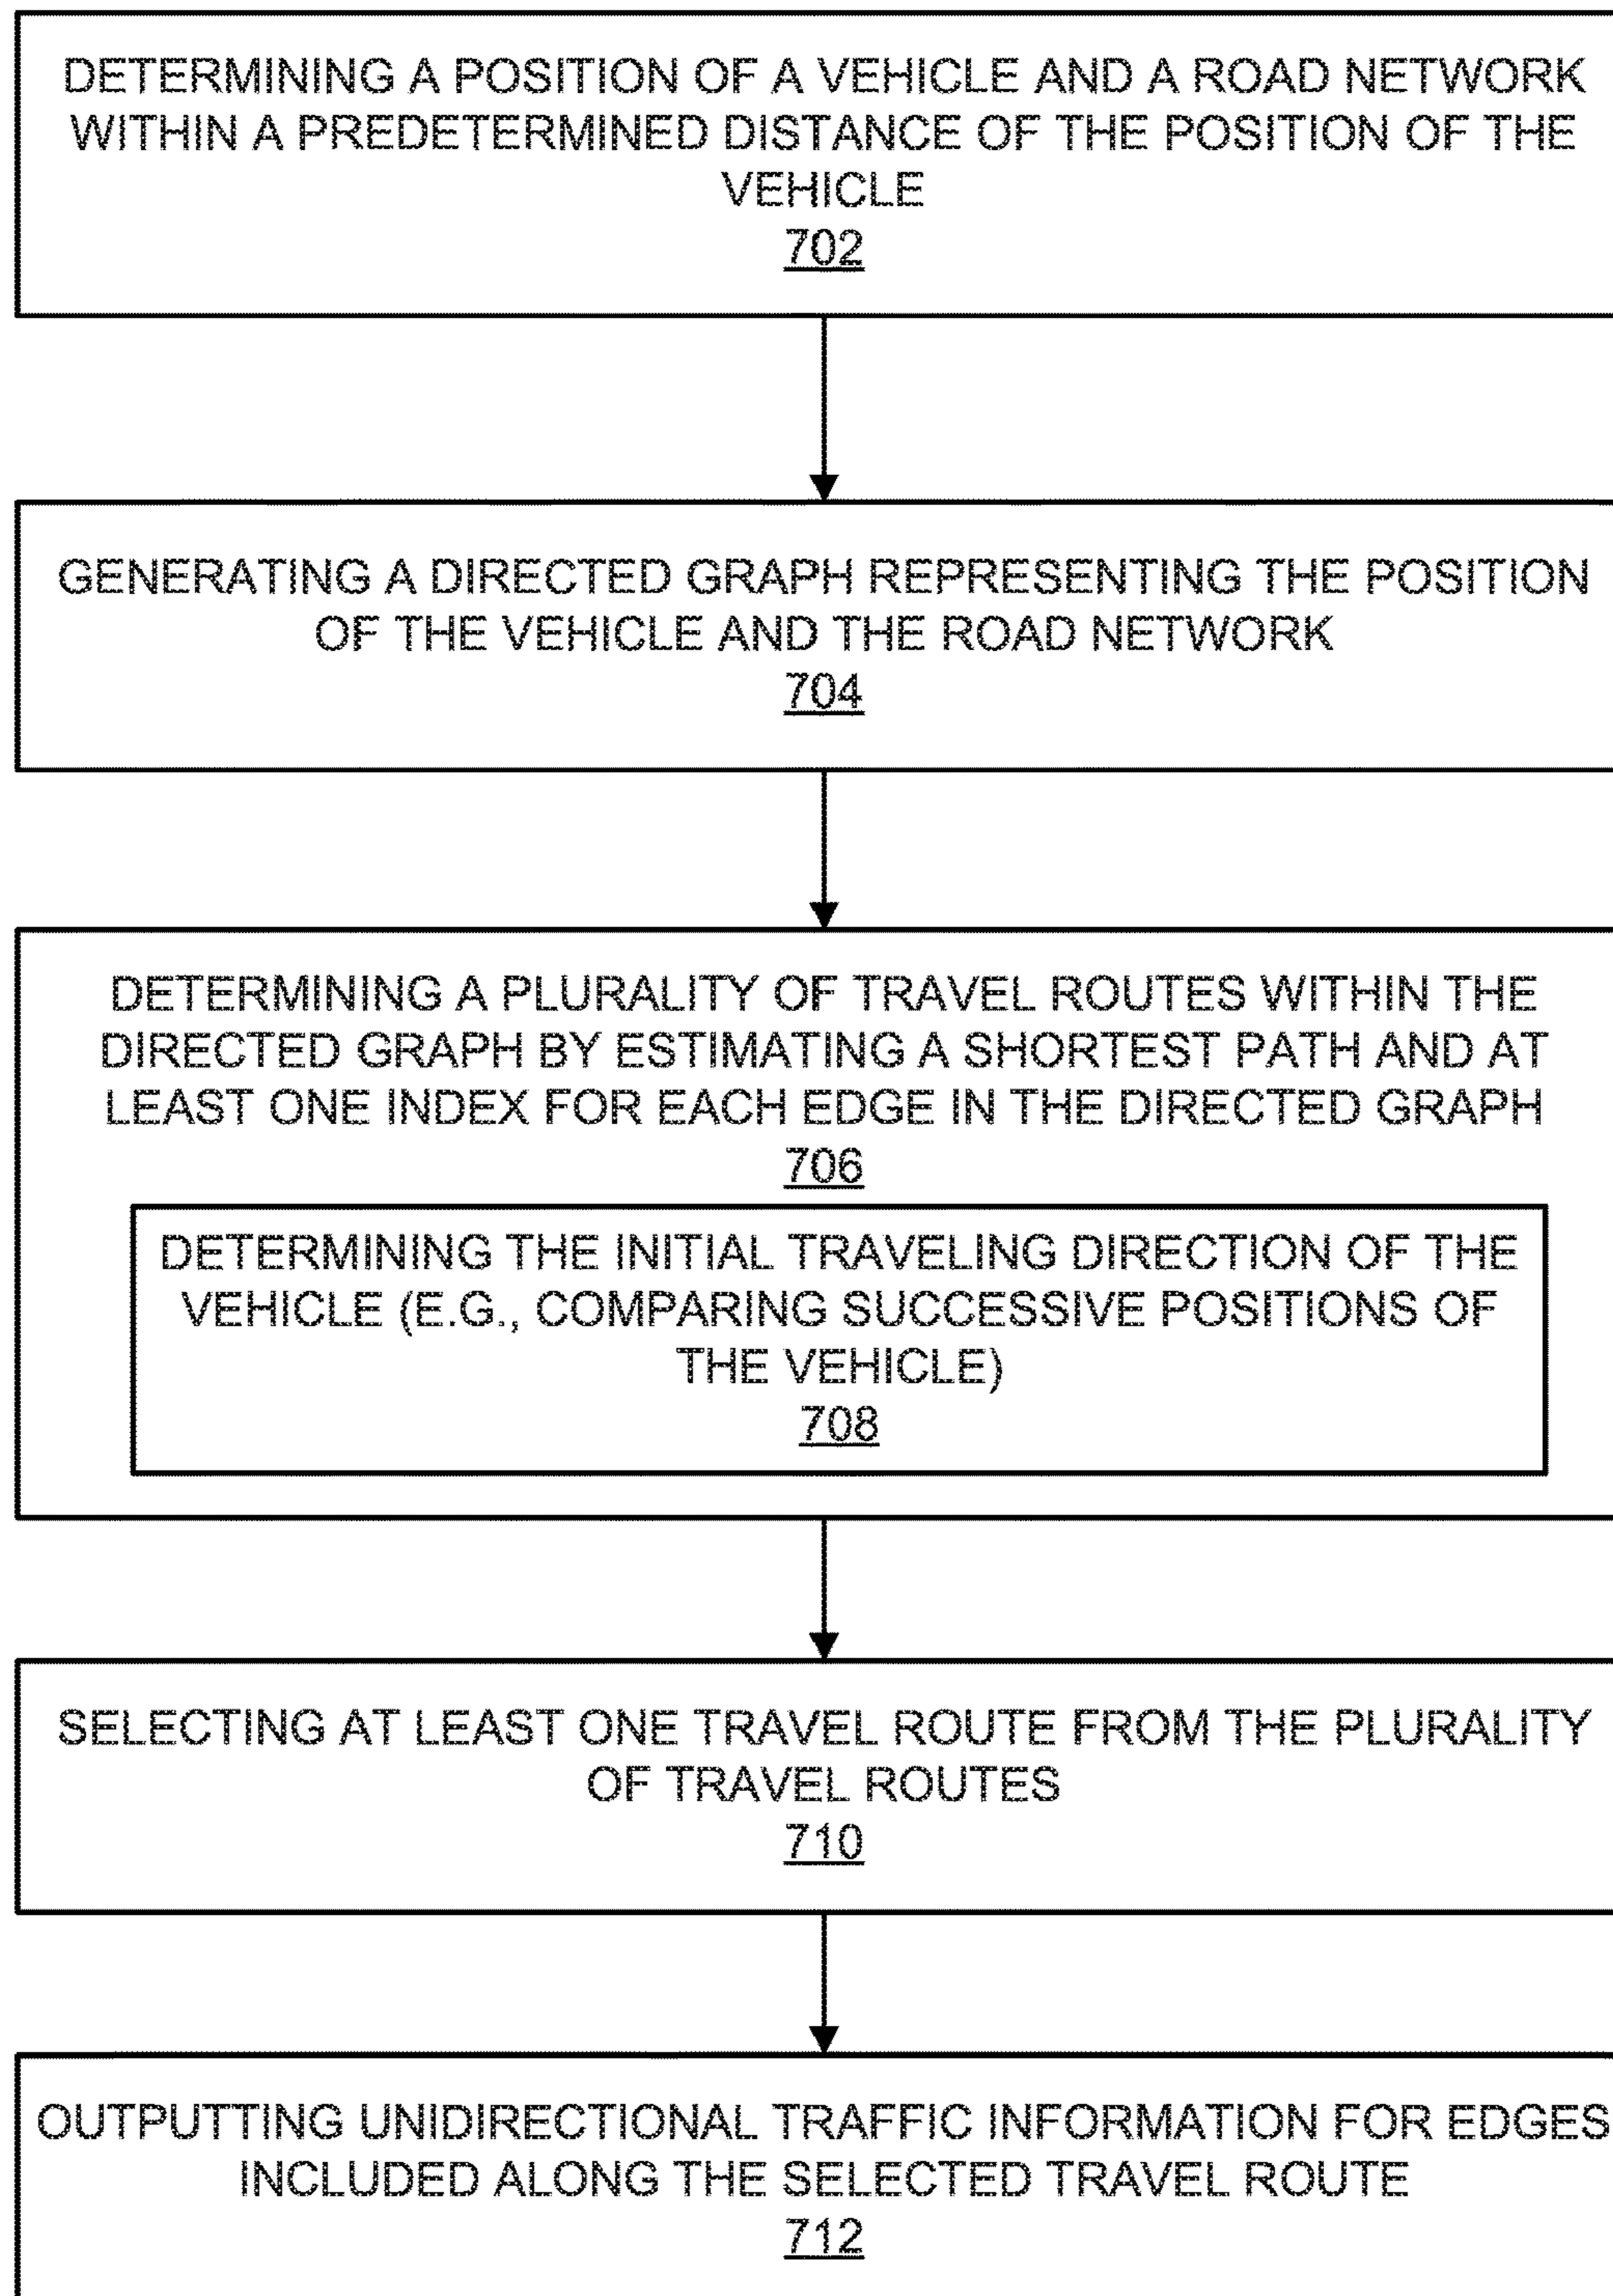 DETERMINING A POSITION OF A VEHICLE AND A ROAD NETWORK
WITHIN A PREDETERMINED DISTANCE OF THE POSITION OF THE
VEHICLE
702
GENERATING A DIRECTED GRAPH REPRESENTING THE POSITION
OF THE VEHICLE AND THE ROAD NETWORK
704
DETERMINING A PLURALITY OF TRAVEL ROUTES WITHIN THE
DIRECTED GRAPH BY ESTIMATING A SHORTEST PATH AND AT
LEAST ONE INDEX FOR EACH EDGE IN THE DIRECTED GRAPH
706
DETERMINING THE INITIAL TRAVELING DIRECTION OF THE
VEHICLE (E.G., COMPARING SUCCESSIVE POSITIONS OF
THE VEHICLE)
708
SELECTING AT LEAST ONE TRAVEL ROUTE FROM THE PLURALITY
OF TRAVEL ROUTES
710
OUTPUTTING UNIDIRECTIONAL TRAFFIC INFORMATION FOR EDGES
INCLUDED ALONG THE SELECTED TRAVEL ROUTE
712